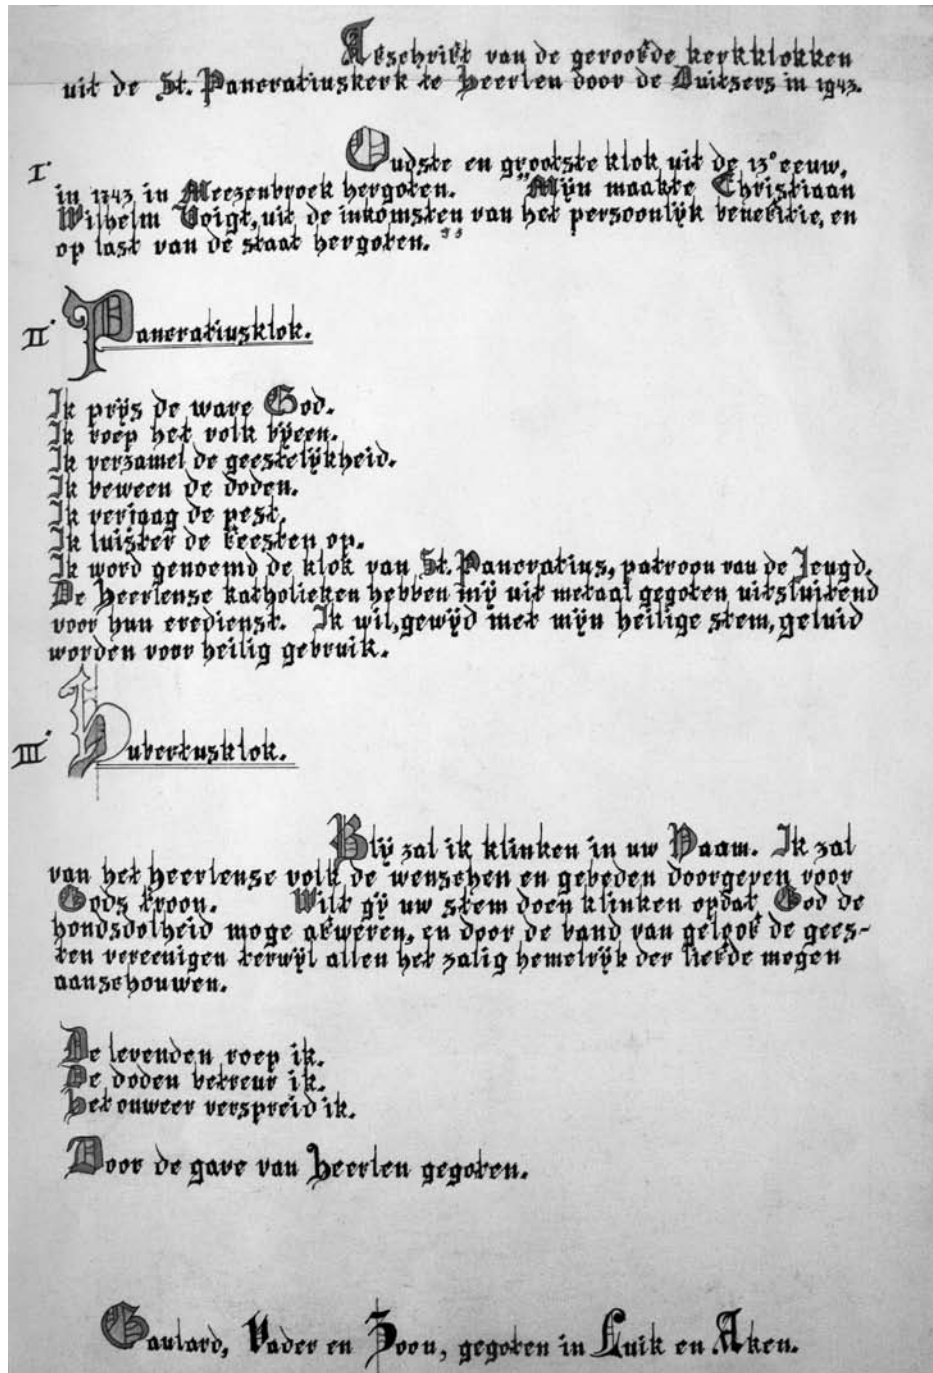 Afschrift van de geroofde kerkklokken
uit de St. Pancratiuskerk te Heerlen door de Duitsers in 1943.
I. Oudste en grootste klok uit de 13e eeuw,
in 1743 in Meezenbroek hergoten. "Mijn maakte Christiaan
Wilhelm Voigt, uit de inkomsten van het persoonlijk benefitie, en
op last van de staat hergoten."
II. Pancratiusklok.
Ik prijs de ware God.
Ik roep het volk bijeen.
Ik verzamel de geestelijkheid.
Ik beween de doden.
Ik verjaag de pest.
Ik luister de feesten op.
Ik word genoemd de klok van St. Pancratius, patroon van de Jeugd.
De Heerlense katholieken hebben mij uit metaal gegoten uitsluitend
voor hun eredienst. Ik wil, gewijd met mijn heilige stem, geluid
worden voor heilig gebruik.
III. Hubertusklok.
Blij zal ik klinken in uw Naam. Ik zal
van het heerlense volk de wenschen en gebeden doorgeven voor
Gods troon. Wilt gij uw stem doen klinken opdat God de
hondsdolheid moge afweren, en door de band van geloof de gees-
ten vereenigen terwijl allen het zalig hemelrijk der liefde mogen
aanschouwen.
De levenden roep ik.
De doden betreur ik.
Het onweer verspreid ik.
Door de gave van Heerlen gegoten.
Gaulard, Vader en Zoon, gegoten in Luik en Aken.